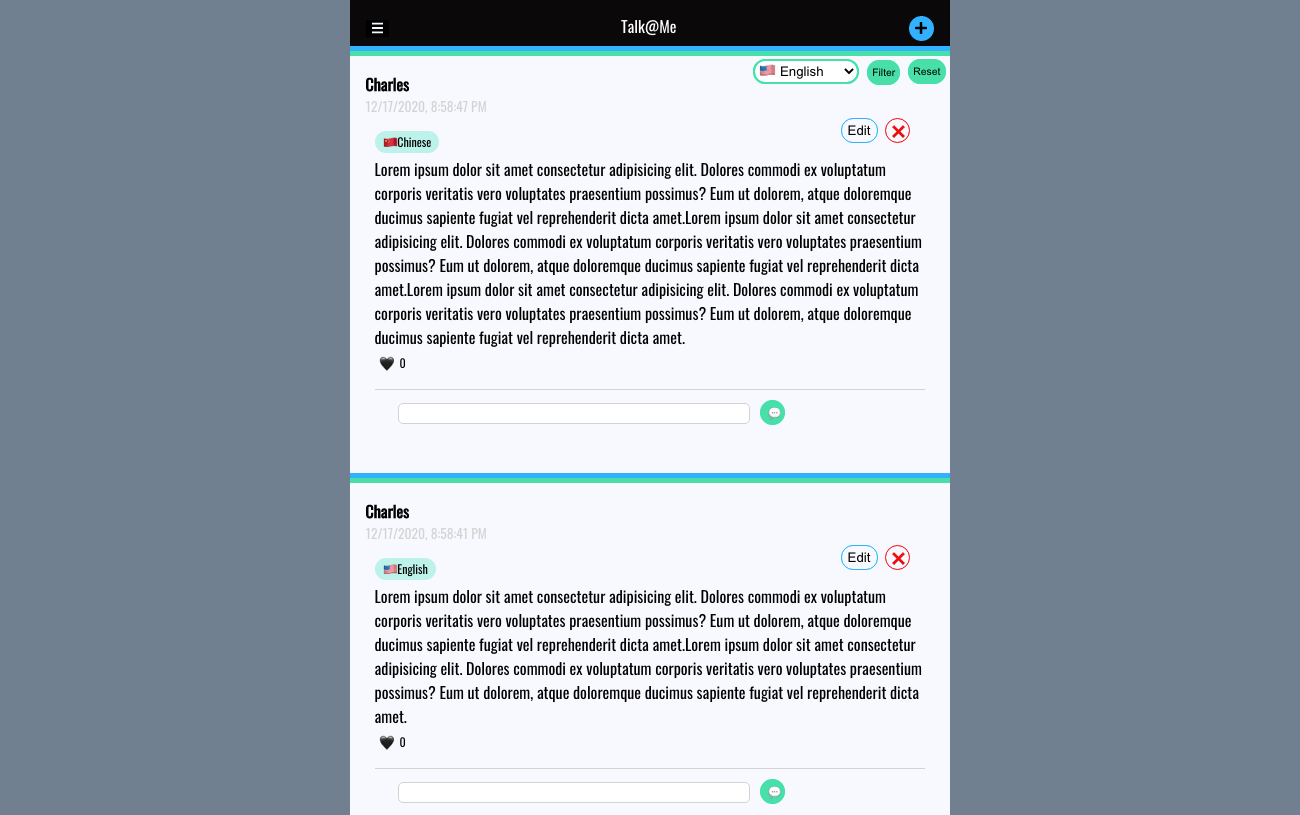 Talk@Me
English
Filter
Reset
Charles
12/17/2020, 8:58:47 PM
Edit
Chinese
Lorem ipsum dolor sit amet consectetur adipisicing elit. Dolores commodi ex voluptatum
corporis veritatis vero voluptates praesentium possimus? Eum ut dolorem, atque doloremque
ducimus sapiente fugiat vel reprehenderit dicta amet.Lorem ipsum dolor sit amet consectetur
adipisicing elit. Dolores commodi ex voluptatum corporis veritatis vero voluptates praesentium
possimus? Eum ut dolorem, atque doloremque ducimus sapiente fugiat vel reprehenderit dicta
amet.Lorem ipsum dolor sit amet consectetur adipisicing elit. Dolores commodi ex voluptatum
corporis veritatis vero voluptates praesentium possimus? Eum ut dolorem, atque doloremque
ducimus sapiente fugiat vel reprehenderit dicta amet.
0
Charles
12/17/2020, 8:58:41 PM
Edit
English
Lorem ipsum dolor sit amet consectetur adipisicing elit. Dolores commodi ex voluptatum
corporis veritatis vero voluptates praesentium possimus? Eum ut dolorem, atque doloremque
ducimus sapiente fugiat vel reprehenderit dicta amet.Lorem ipsum dolor sit amet consectetur
adipisicing elit. Dolores commodi ex voluptatum corporis veritatis vero voluptates praesentium
possimus? Eum ut dolorem, atque doloremque ducimus sapiente fugiat vel reprehenderit dicta
amet.
0